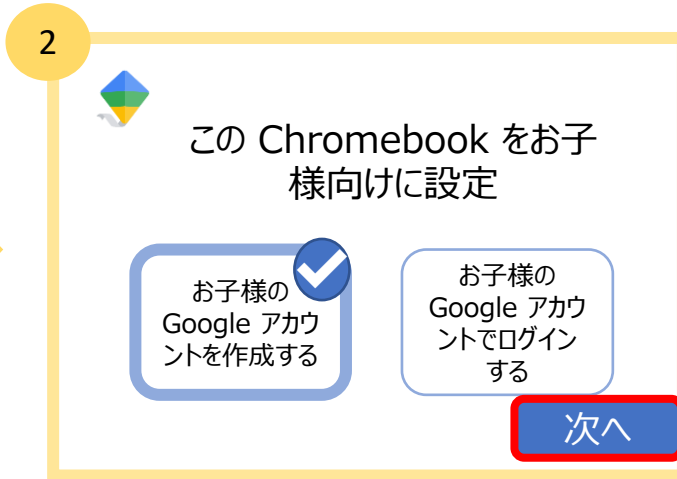 2
この Chromebook をお子
様向けに設定
お子様の
Google アカウ
ントを作成する
お子様の
Google アカウ
ントでログイン
する
次へ